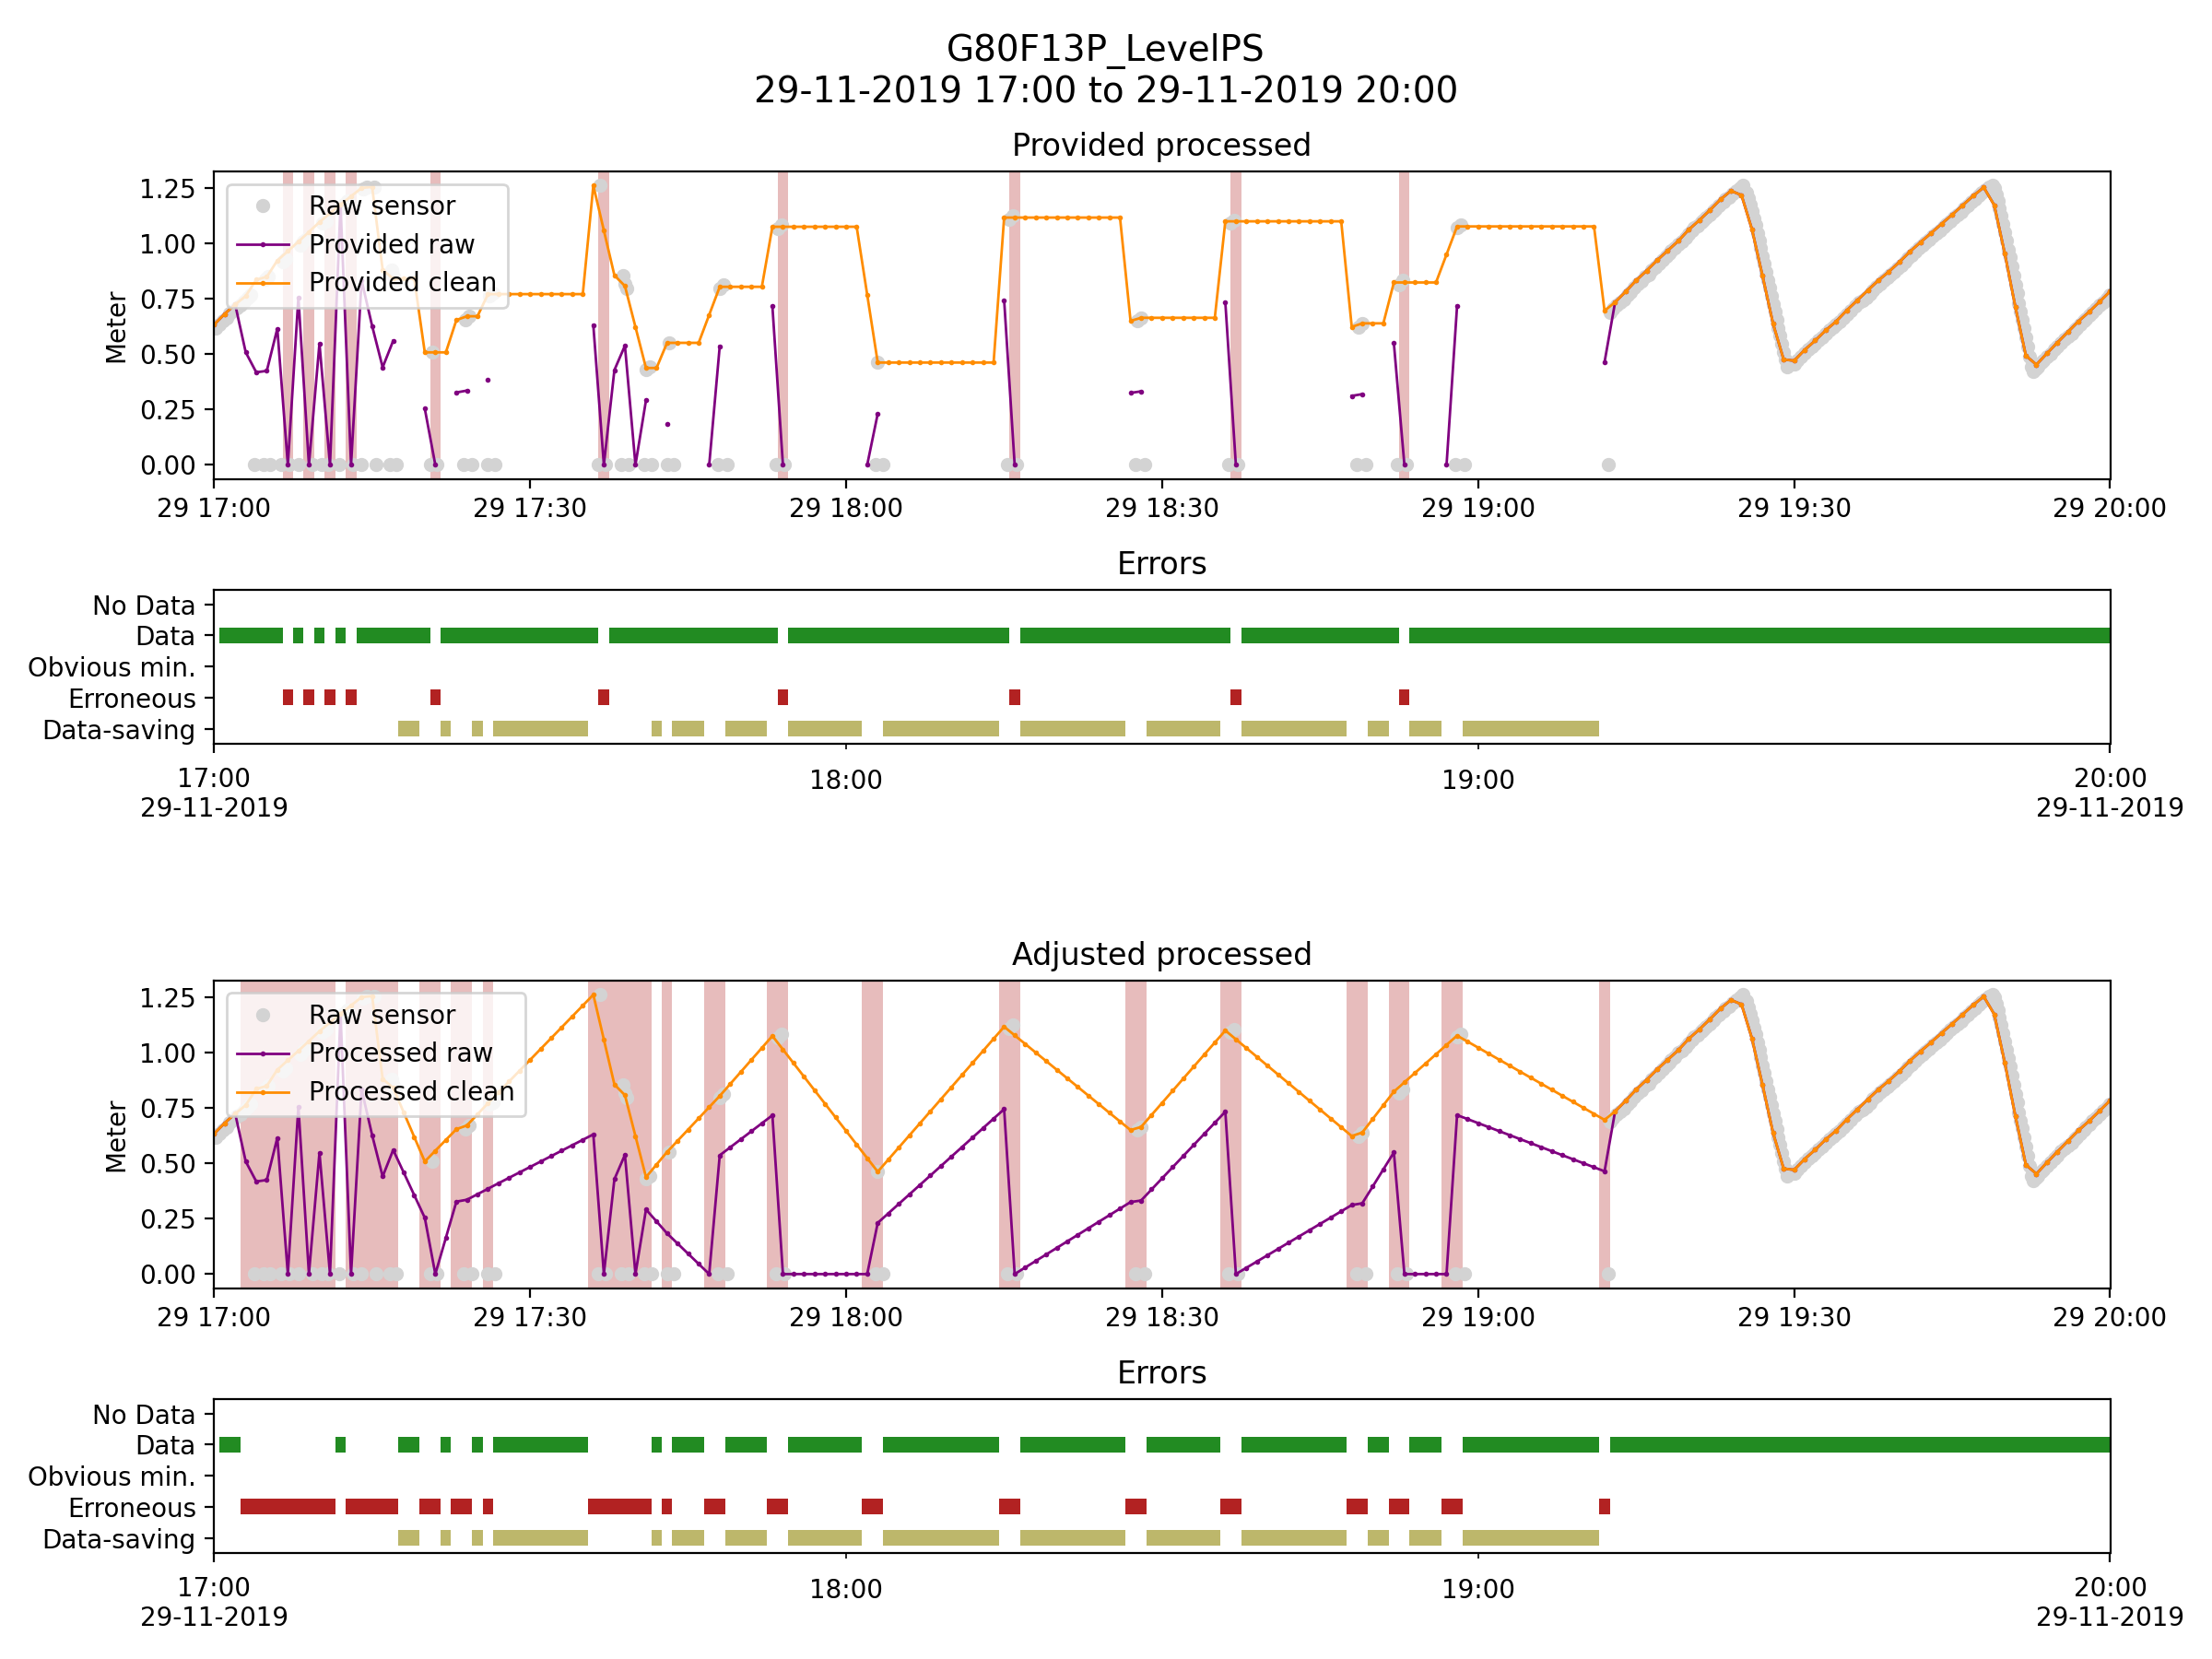 G80F13P_LevelPS
29-11-2019 17:00 to 29-11-2019 20:00
Provided processed
Meter
1.25
1.00
0.75
0.50
0.25
0.00
Raw sensor
Provided raw
Provided clean
29 17:00 29 17:30 29 18:00 29 18:30 29 19:00 29 19:30 29 20:00
Errors
No Data
Data
Obvious min.
Erroneous
Data-saving
17:00 18:00 19:00 20:00
29-11-2019 29-11-2019
Adjusted processed
Meter
1.25
1.00
0.75
0.50
0.25
0.00
Raw sensor
Processed raw
Processed clean
29 17:00 29 17:30 29 18:00 29 18:30 29 19:00 29 19:30 29 20:00
Errors
No Data
Data
Obvious min.
Erroneous
Data-saving
17:00 18:00 19:00 20:00
29-11-2019 29-11-2019